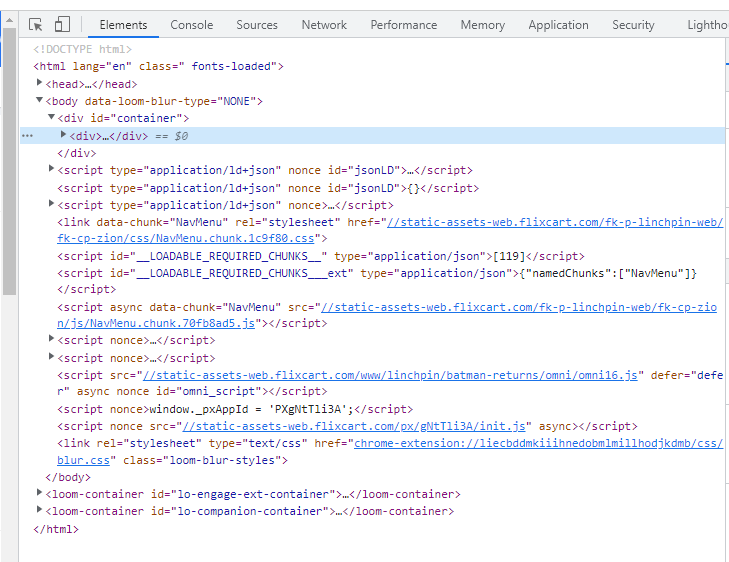 Elements Console Sources Network Performance Memory Application Security Lighthou
<!DOCTYPE html>
<html lang="en" class=" fonts-loaded">
<head>…</head>
<body data-loom-blur-type="NONE">
<div id="container">
<div>…</div> == $0
</div>
<script type="application/ld+json" nonce id="jsonLD">…</script>
<script type="application/ld+json" nonce id="jsonLD">{}</script>
<script type="application/ld+json" nonce>…</script>
<link data-chunk="NavMenu" rel="stylesheet" href="//static-assets-web.flixcart.com/fk-p-linchpin-web/
fk-cp-zion/css/NavMenu.chunk.1c9f80.css">
<script id="__LOADABLE_REQUIRED_CHUNKS__" type="application/json">[119]</script>
<script id="__LOADABLE_REQUIRED_CHUNKS___ext" type="application/json">{"namedChunks":["NavMenu"]}
</script>
<script async data-chunk="NavMenu" src="//static-assets-web.flixcart.com/fk-p-linchpin-web/fk-cp-zio
n/js/NavMenu.chunk.70fb8ad5.js"></script>
<script nonce>…</script>
<script nonce>…</script>
<script src="//static-assets-web.flixcart.com/www/linchpin/batman-returns/omni/omni16.js" defer="defe
r" async nonce id="omni_script"></script>
<script nonce>window._pxAppId = 'PXgNtTli3A';</script>
<script nonce src="//static-assets-web.flixcart.com/px/gNtTli3A/init.js" async></script>
<link rel="stylesheet" type="text/css" href="chrome-extension://liecbddmkiiihnedobmlmillhodjkdmb/css/
blur.css" class="loom-blur-styles">
</body>
<loom-container id="lo-engage-ext-container">…</loom-container>
<loom-container id="lo-companion-container">…</loom-container>
</html>